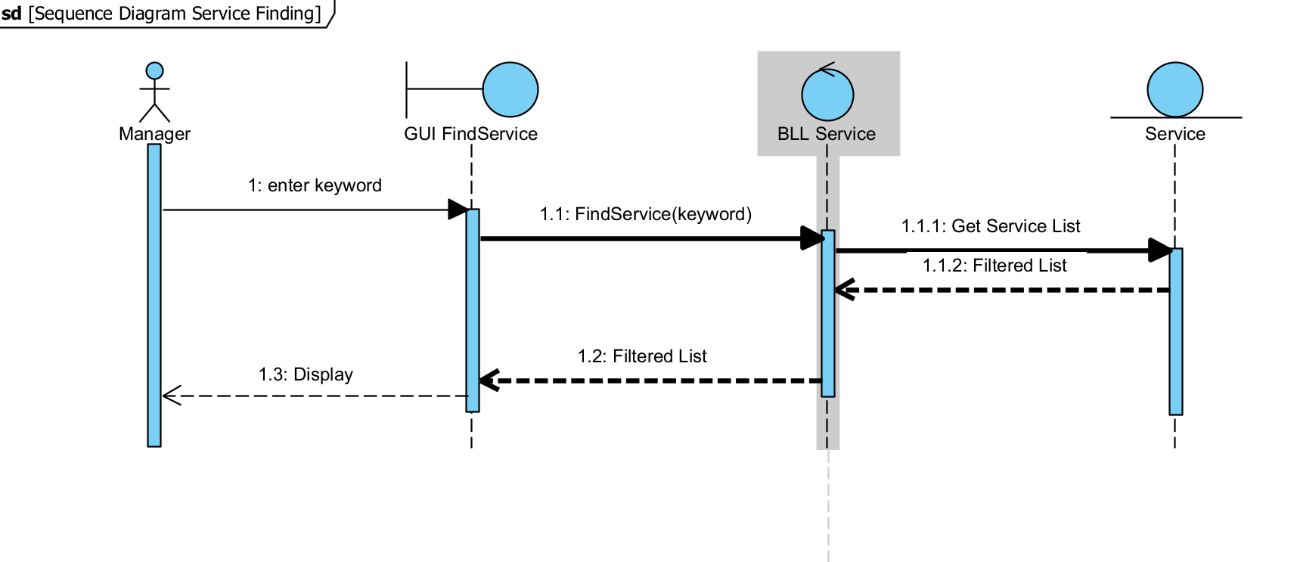 sd [Sequence Diagram Service Finding]
Manager
GUI FindService
BLL Service
Service
1: enter keyword
1.1: FindService(keyword)
1.1.1: Get Service List
1.1.2: Filtered List
1.2: Filtered List
1.3: Display